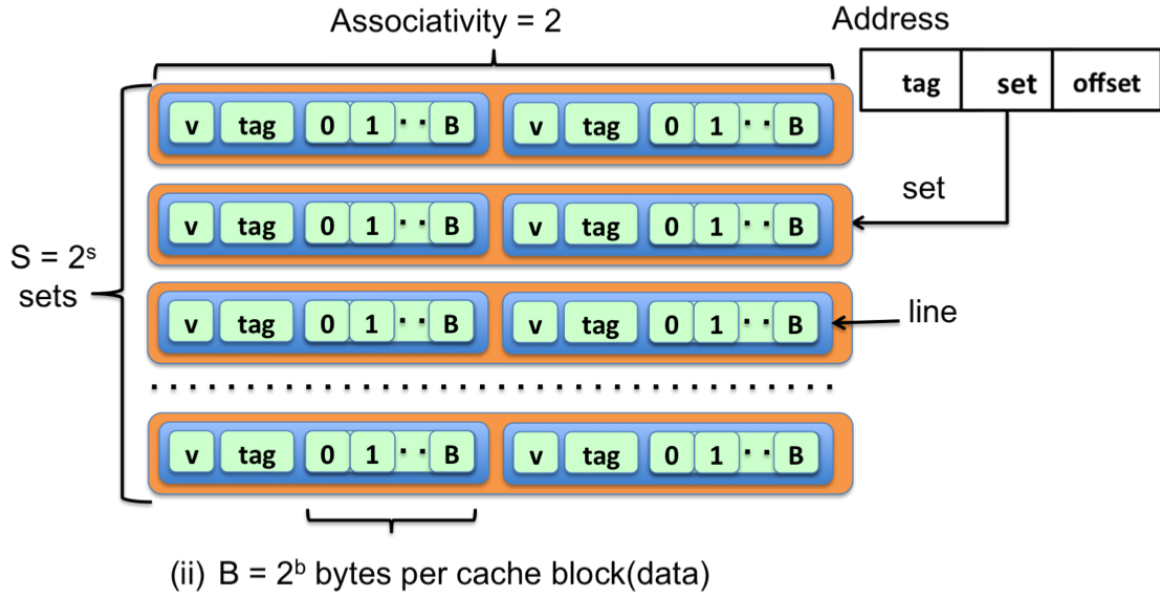 Associativity = 2
Address
tag set offset
v tag 0 1 ·· B v tag 0 1 ·· B
v tag 0 1 ·· B v tag 0 1 ·· B
set
S = 2ˢ
sets
v tag 0 1 ·· B v tag 0 1 ·· B
line
v tag 0 1 ·· B v tag 0 1 ·· B
(ii) B = 2ᵇ bytes per cache block(data)